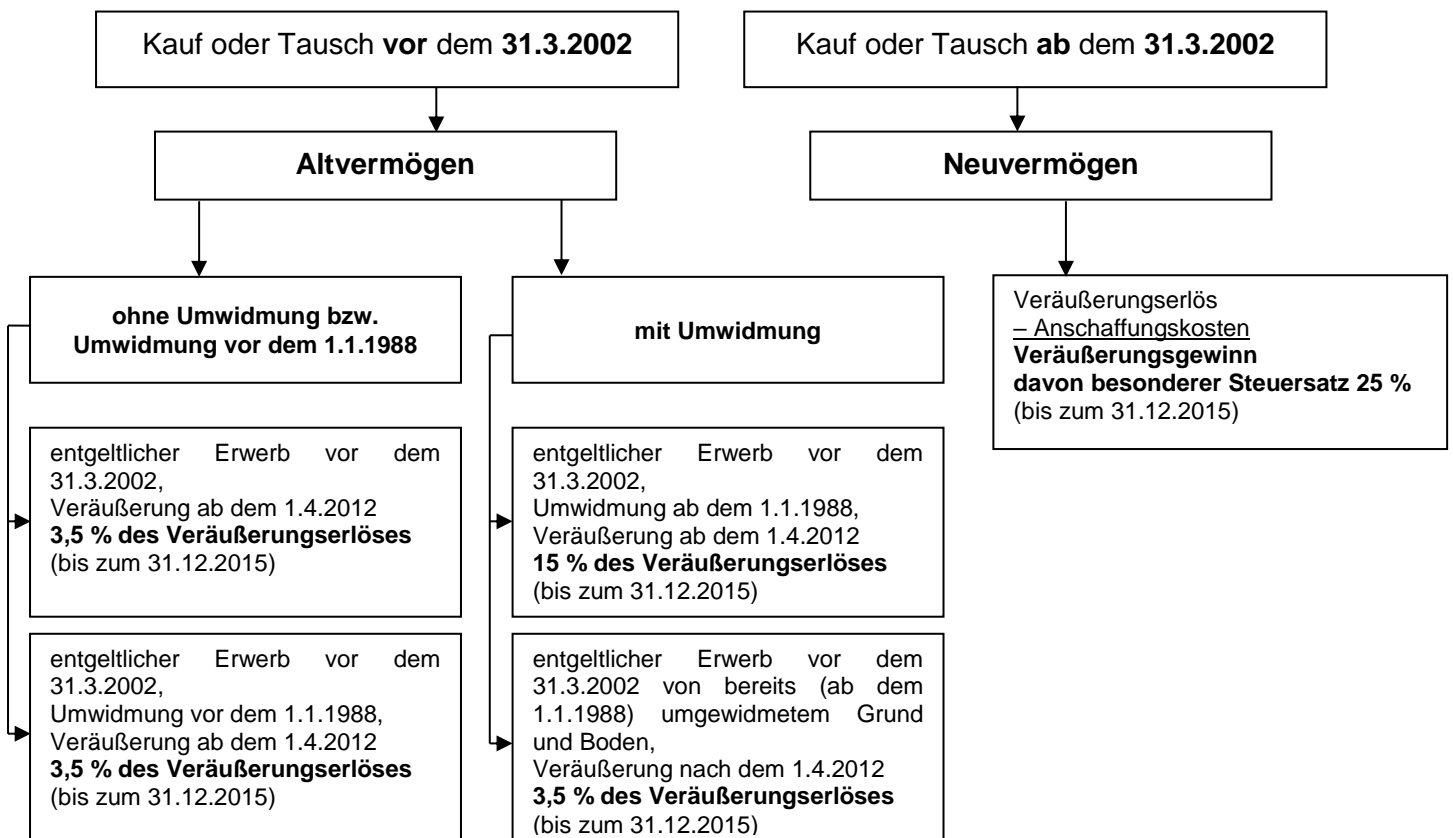 Kauf oder Tausch vor dem 31.3.2002
Kauf oder Tausch ab dem 31.3.2002
Altvermögen
Neuvermögen
ohne Umwidmung bzw.
Umwidmung vor dem 1.1.1988
mit Umwidmung
Veräußerungserlös
– Anschaffungskosten
Veräußerungsgewinn
davon besonderer Steuersatz 25 %
(bis zum 31.12.2015)
entgeltlicher Erwerb vor dem
31.3.2002,
Veräußerung ab dem 1.4.2012
3,5 % des Veräußerungserlöses
(bis zum 31.12.2015)
entgeltlicher Erwerb vor dem
31.3.2002,
Umwidmung ab dem 1.1.1988,
Veräußerung ab dem 1.4.2012
15 % des Veräußerungserlöses
(bis zum 31.12.2015)
entgeltlicher Erwerb vor dem
31.3.2002,
Umwidmung vor dem 1.1.1988,
Veräußerung ab dem 1.4.2012
3,5 % des Veräußerungserlöses
(bis zum 31.12.2015)
entgeltlicher Erwerb vor dem
31.3.2002 von bereits (ab dem
1.1.1988) umgewidmetem Grund
und Boden,
Veräußerung nach dem 1.4.2012
3,5 % des Veräußerungserlöses
(bis zum 31.12.2015)